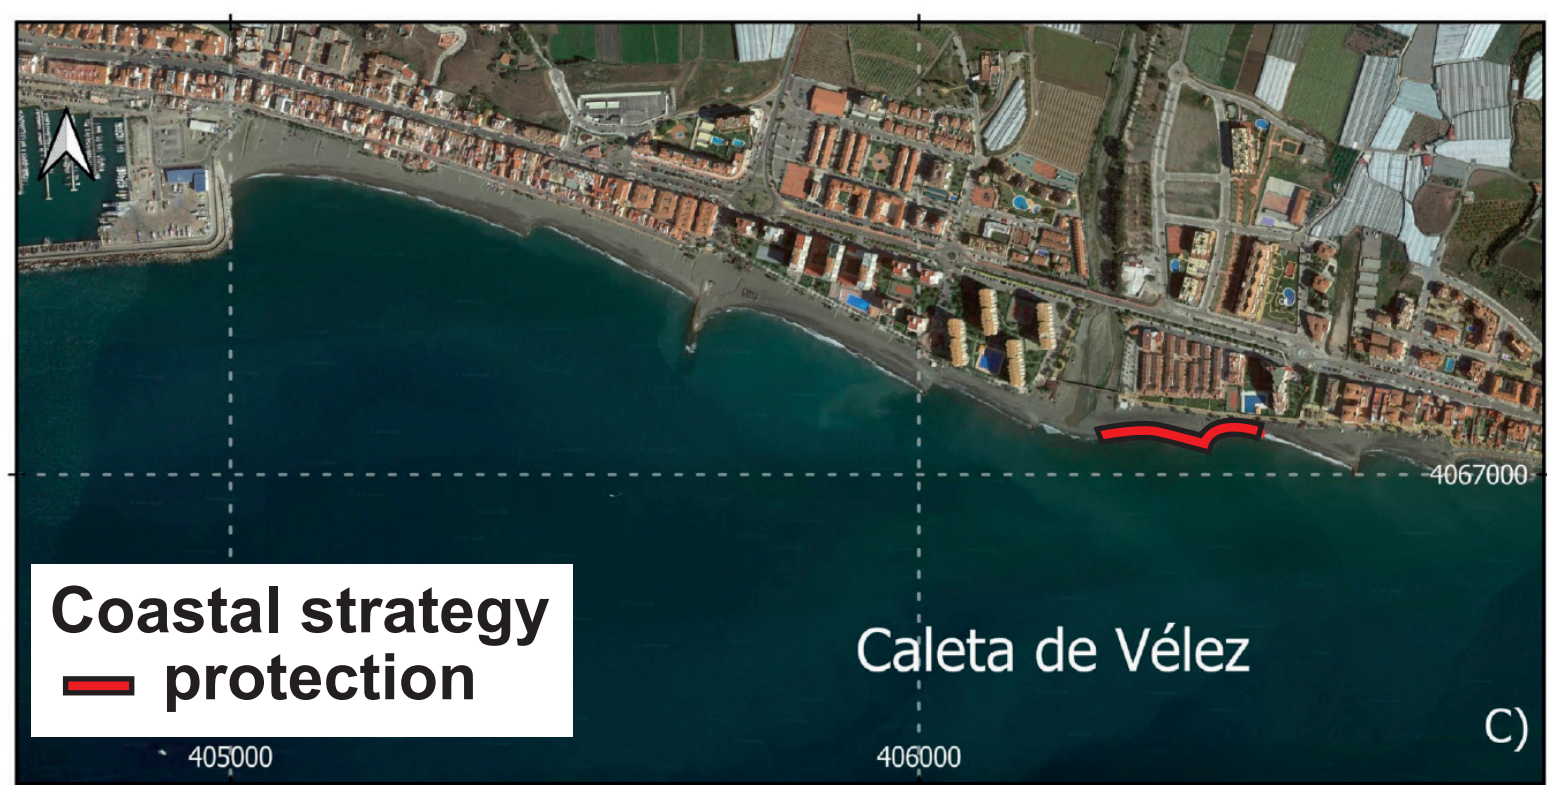 4067000
Coastal strategy
protection
Caleta de Vélez
C)
405000
406000